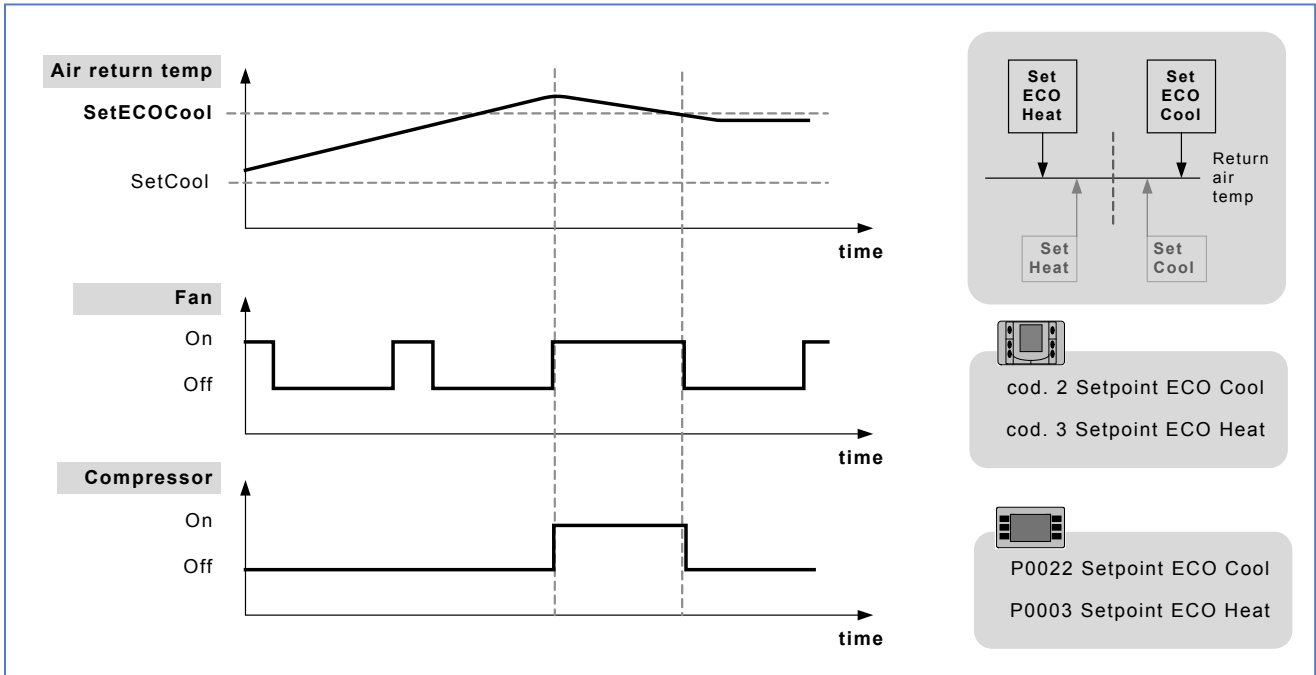 Air return temp
SetECOCool
SetCool
time
Fan
On
Off
time
Compressor
On
Off
time
Set
ECO
Heat
Set
ECO
Cool
Return
air
temp
Set
Heat
Set
Cool
cod. 2 Setpoint ECO Cool
cod. 3 Setpoint ECO Heat
P0022 Setpoint ECO Cool
P0003 Setpoint ECO Heat